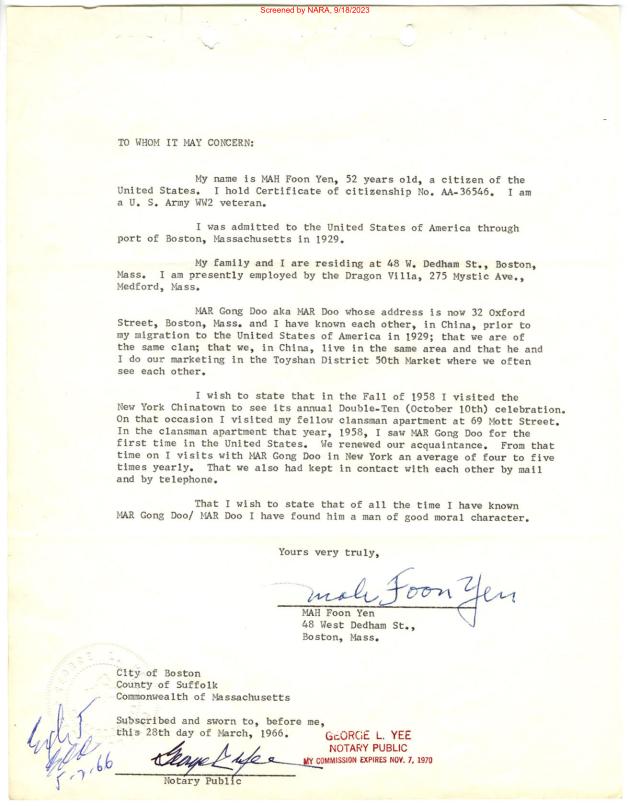 Screened by NARA, 9/18/2023
TO WHOM IT MAY CONCERN:
My name is MAH Foon Yen, 52 years old, a citizen of the
United States. I hold Certificate of citizenship No. AA-36546. I am
a U. S. Army WW2 veteran.
I was admitted to the United States of America through
port of Boston, Massachusetts in 1929.
My family and I are residing at 48 W. Dedham St., Boston,
Mass. I am presently employed by the Dragon Villa, 275 Mystic Ave.,
Medford, Mass.
MAR Gong Doo aka MAR Doo whose address is now 32 Oxford
Street, Boston, Mass. and I have known each other, in China, prior to
my migration to the United States of America in 1929; that we are of
the same clan; that we, in China, live in the same area and that he and
I do our marketing in the Toyshan District 50th Market where we often
see each other.
I wish to state that in the Fall of 1958 I visited the
New York Chinatown to see its annual Double-Ten (October 10th) celebration.
On that occasion I visited my fellow clansman apartment at 69 Mott Street.
In the clansman apartment that year, 1958, I saw MAR Gong Doo for the
first time in the United States. We renewed our acquaintance. From that
time on I visits with MAR Gong Doo in New York an average of four to five
times yearly. That we also had kept in contact with each other by mail
and by telephone.
That I wish to state that of all the time I have known
MAR Gong Doo/ MAR Doo I have found him a man of good moral character.
Yours very truly,
Mah Foon Yen
MAH Foon Yen
48 West Dedham St.,
Boston, Mass.
City of Boston
County of Suffolk
Commonwealth of Massachusetts
Subscribed and sworn to, before me,
this 28th day of March, 1966.
George L. Yee
Notary Public
GEORGE L. YEE
NOTARY PUBLIC
MY COMMISSION EXPIRES NOV. 7, 1970
66